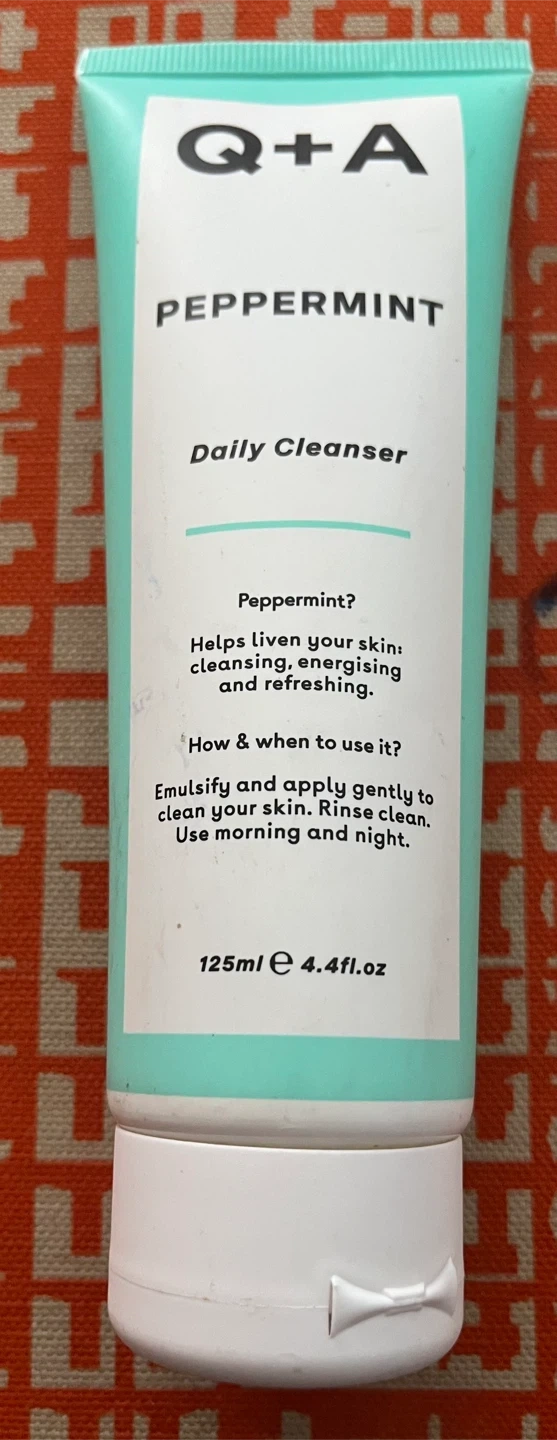 Q+A
PEPPERMINT
Daily Cleanser
Peppermint?
Helps liven your skin:
cleansing, energising
and refreshing.
How & when to use it?
Emulsify and apply gently to
clean your skin. Rinse clean.
Use morning and night.
125ml ℮ 4.4fl.oz